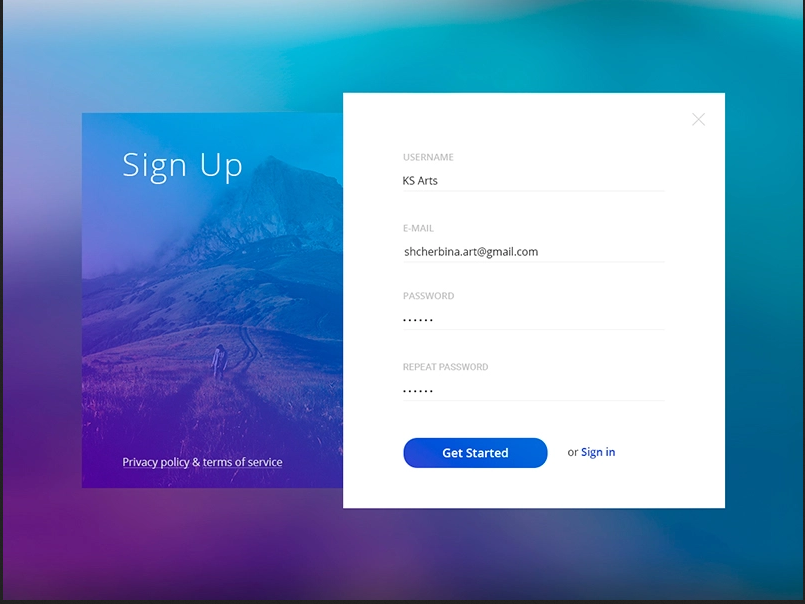 Sign Up
Privacy policy & terms of service
USERNAME
KS Arts
E-MAIL
shcherbina.art@gmail.com
PASSWORD
••••••
REPEAT PASSWORD
••••••
Get Started
or Sign in